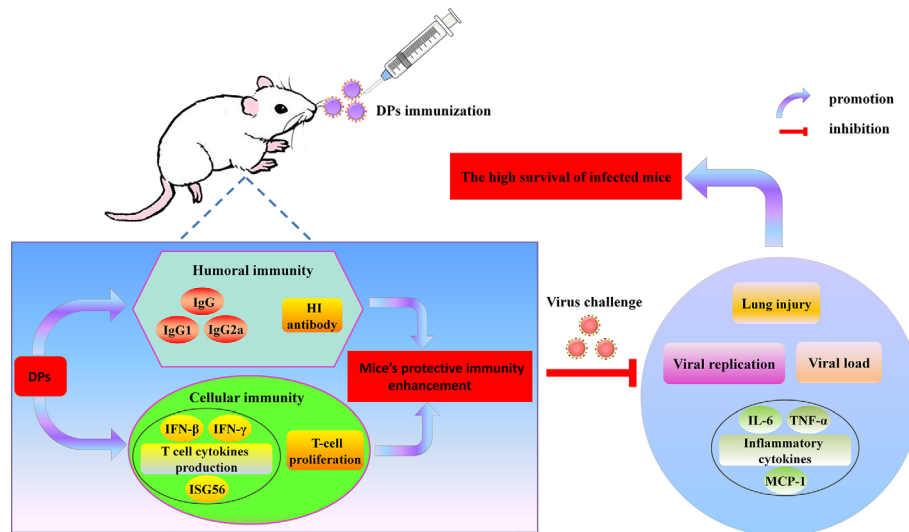 DPs immunization
promotion
inhibition
The high survival of infected mice
Humoral immunity
IgG
IgG1
IgG2a
HI
antibody
DPs
Mice's protective immunity
enhancement
Cellular immunity
IFN-β
IFN-γ
T cell cytokines
production
ISG56
T-cell
proliferation
Virus challenge
Lung injury
Viral replication
Viral load
IL-6
TNF-α
Inflammatory
cytokines
MCP-1